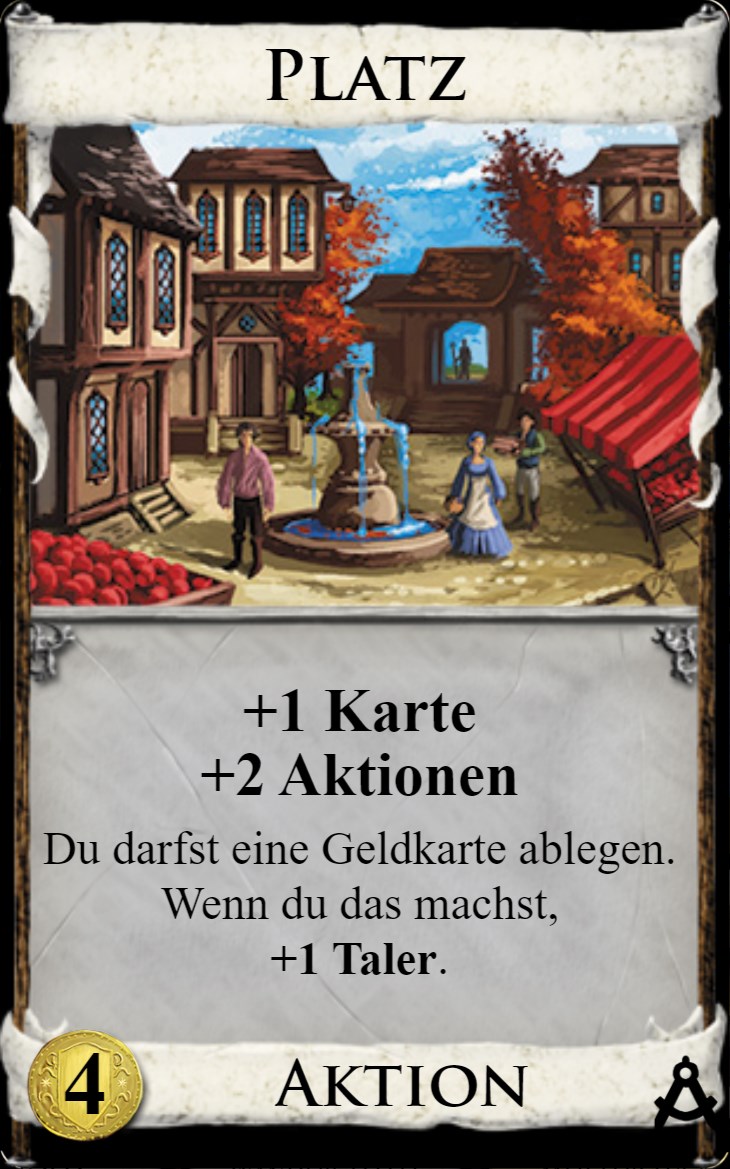 PLATZ
+1 Karte
+2 Aktionen
Du darfst eine Geldkarte ablegen.
Wenn du das machst,
+1 Taler.
4
AKTION